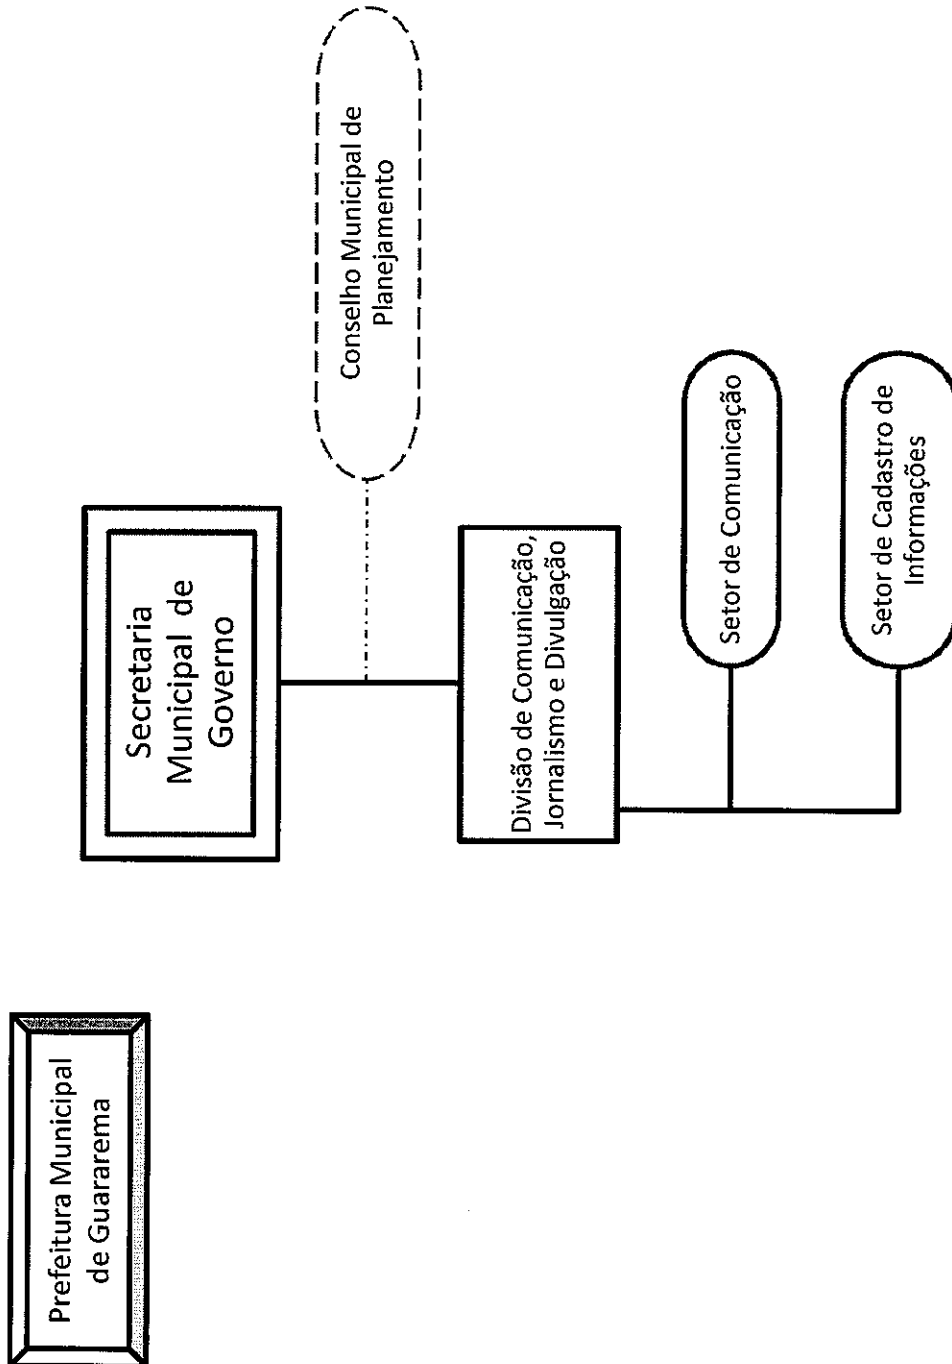 Prefeitura Municipal
de Guararema
Secretaria
Municipal de
Governo
Conselho Municipal de
Planejamento
Divisão de Comunicação,
Jornalismo e Divulgação
Setor de Comunicação
Setor de Cadastro de
Informações